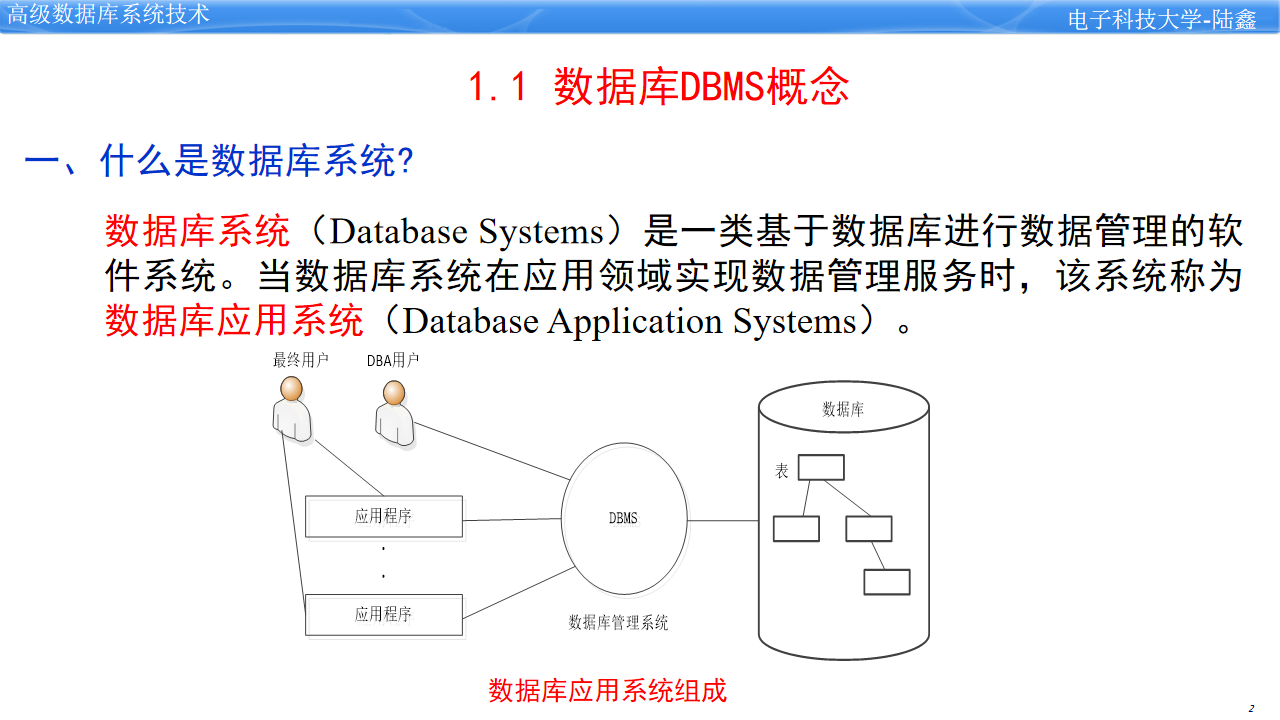 高级数据库系统技术
电子科技大学-陆鑫
1.1 数据库DBMS概念
一、什么是数据库系统?
数据库系统（Database Systems）是一类基于数据库进行数据管理的软
件系统。当数据库系统在应用领域实现数据管理服务时，该系统称为
数据库应用系统（Database Application Systems）。
最终用户
DBA用户
数据库
表
应用程序
DBMS
应用程序
数据库管理系统
数据库应用系统组成
2